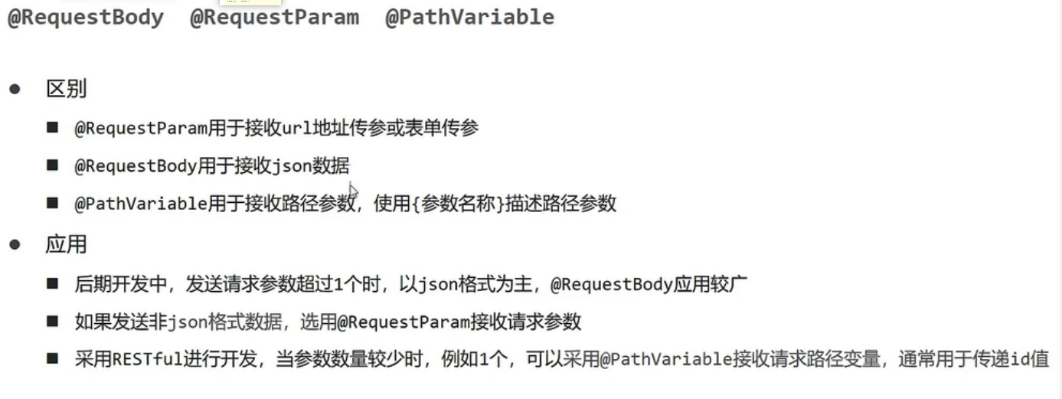 @RequestBody @RequestParam @PathVariable
● 区别
■ @RequestParam用于接收url地址传参或表单传参
■ @RequestBody用于接收json数据
■ @PathVariable用于接收路径参数，使用{参数名称}描述路径参数
● 应用
■ 后期开发中，发送请求参数超过1个时，以json格式为主，@RequestBody应用较广
■ 如果发送非json格式数据，选用@RequestParam接收请求参数
■ 采用RESTful进行开发，当参数数量较少时，例如1个，可以采用@PathVariable接收请求路径变量，通常用于传递id值